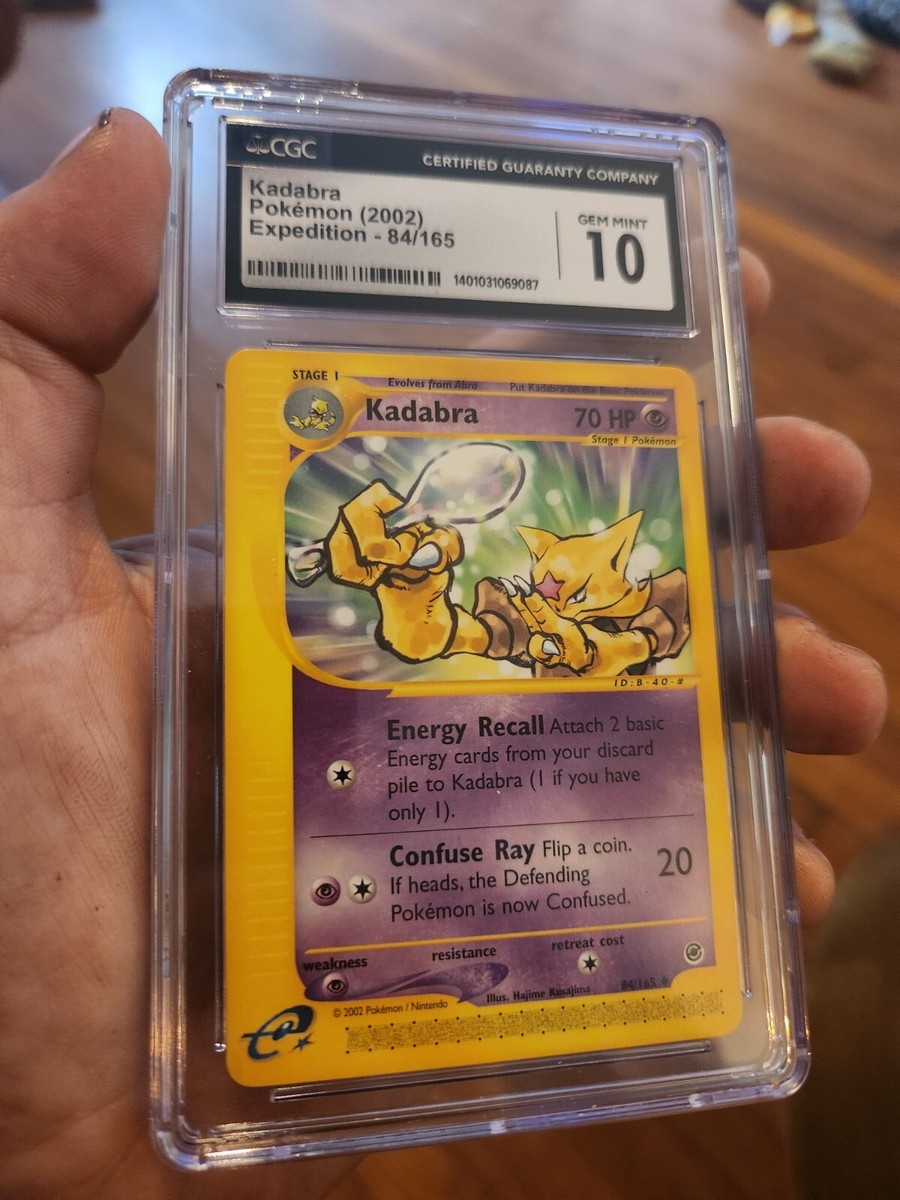 CGC CERTIFIED GUARANTY COMPANY
Kadabra
Pokémon (2002)
Expedition - 84/165
GEM MINT
10
1401031069087
STAGE 1 Evolves from Abra Put Kadabra on the Basic Pokémon
Kadabra 70 HP
Stage 1 Pokémon
ID:B-40-#
Energy Recall Attach 2 basic
Energy cards from your discard
pile to Kadabra (1 if you have
only 1).
Confuse Ray Flip a coin. 20
If heads, the Defending
Pokémon is now Confused.
weakness resistance retreat cost
Illus. Hajime Kusajima 84/165
© 2002 Pokémon / Nintendo
e